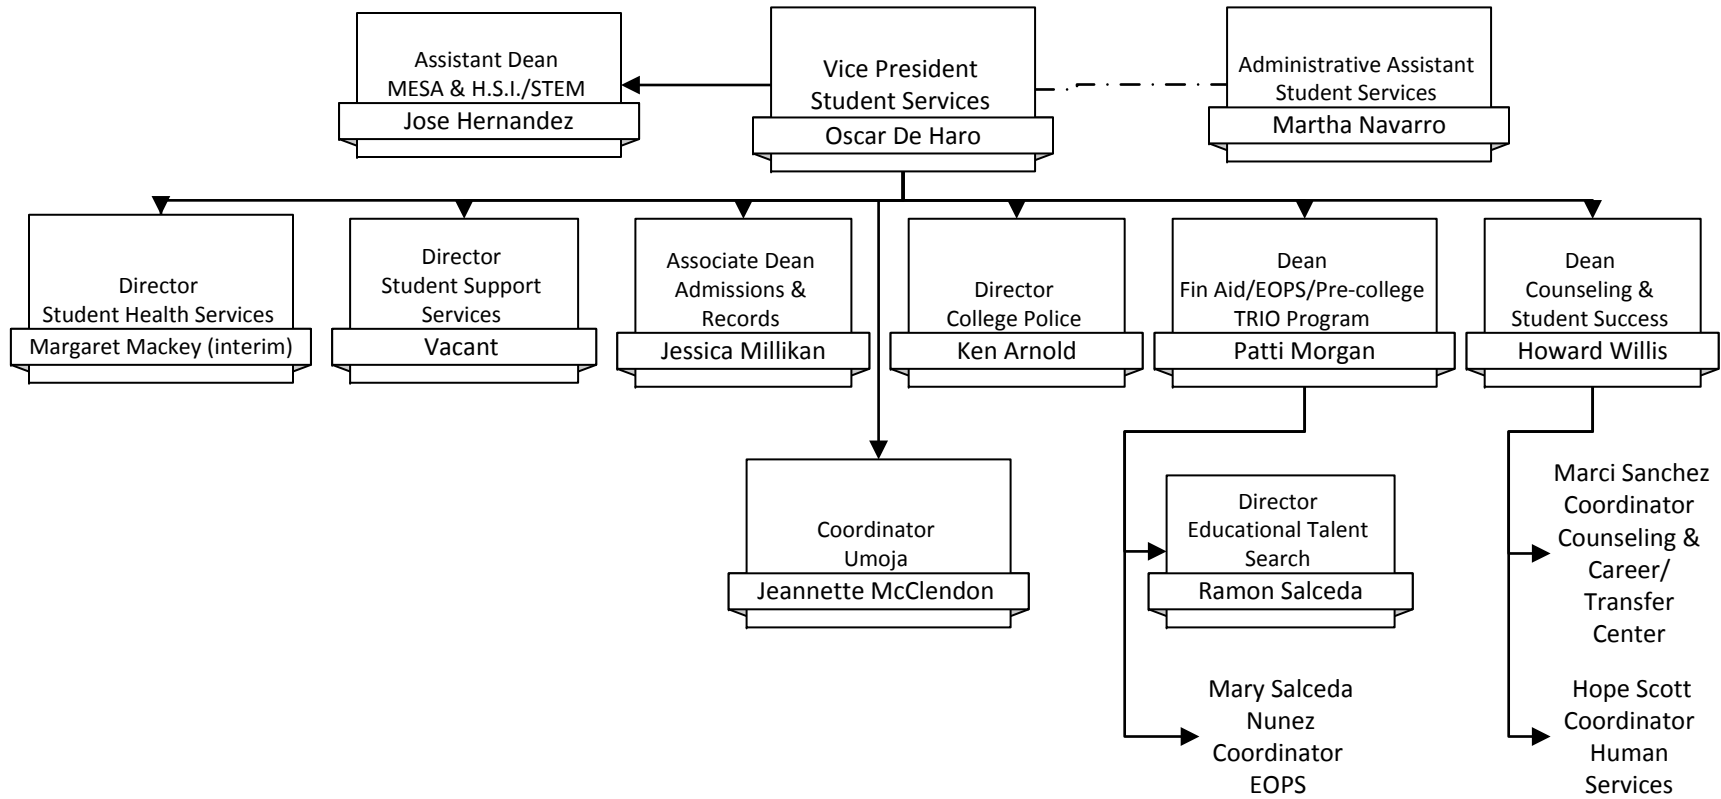 Assistant Dean
MESA & H.S.I./STEM
Jose Hernandez
Vice President
Student Services
Oscar De Haro
Administrative Assistant
Student Services
Martha Navarro
Director
Student Health Services
Margaret Mackey (interim)
Director
Student Support
Services
Vacant
Associate Dean
Admissions &
Records
Jessica Millikan
Director
College Police
Ken Arnold
Dean
Fin Aid/EOPS/Pre-college
TRIO Program
Patti Morgan
Dean
Counseling &
Student Success
Howard Willis
Coordinator
Umoja
Jeannette McClendon
Director
Educational Talent
Search
Ramon Salceda
Marci Sanchez
Coordinator
Counseling &
Career/
Transfer
Center
Mary Salceda
Nunez
Coordinator
EOPS
Hope Scott
Coordinator
Human
Services